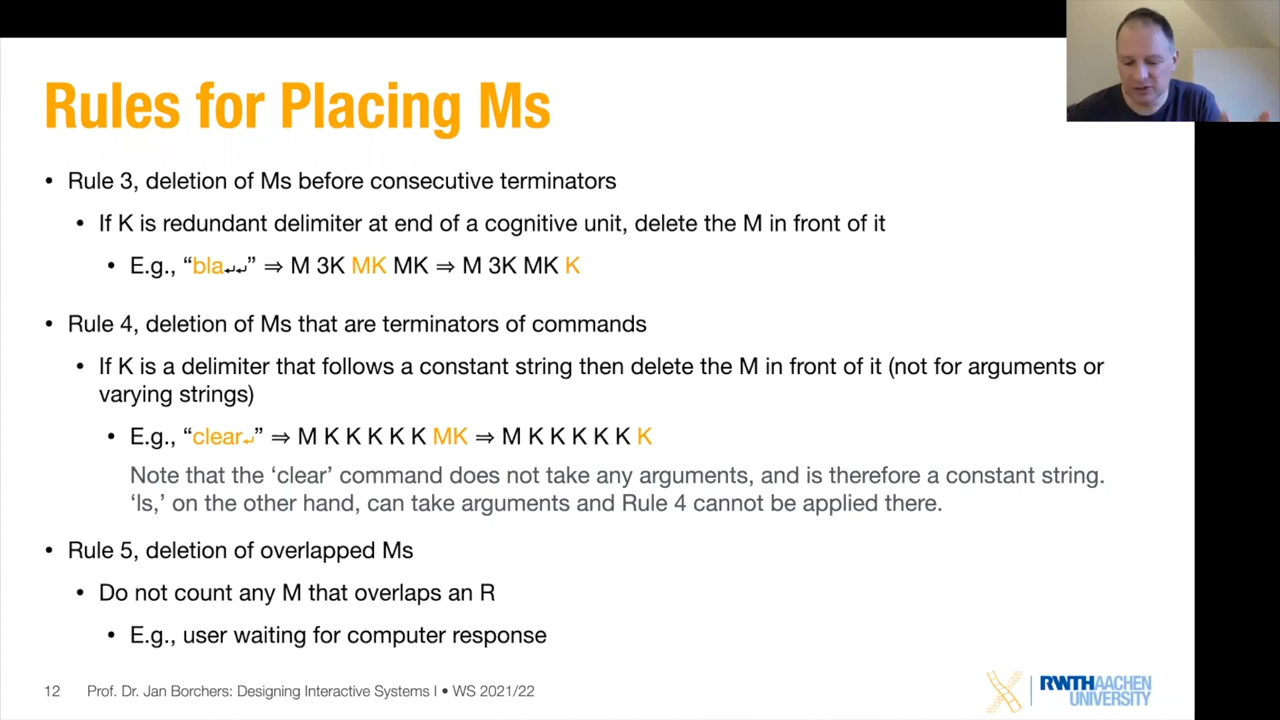 Rules for Placing Ms
• Rule 3, deletion of Ms before consecutive terminators
• If K is redundant delimiter at end of a cognitive unit, delete the M in front of it
• E.g., “bla↵↵” ⇒ M 3K MK MK ⇒ M 3K MK K
• Rule 4, deletion of Ms that are terminators of commands
• If K is a delimiter that follows a constant string then delete the M in front of it (not for arguments or
varying strings)
• E.g., “clear↵” ⇒ M K K K K K MK ⇒ M K K K K K K
Note that the ‘clear’ command does not take any arguments, and is therefore a constant string.
‘ls,’ on the other hand, can take arguments and Rule 4 cannot be applied there.
• Rule 5, deletion of overlapped Ms
• Do not count any M that overlaps an R
• E.g., user waiting for computer response
12 Prof. Dr. Jan Borchers: Designing Interactive Systems I • WS 2021/22
RWTHAACHEN
UNIVERSITY